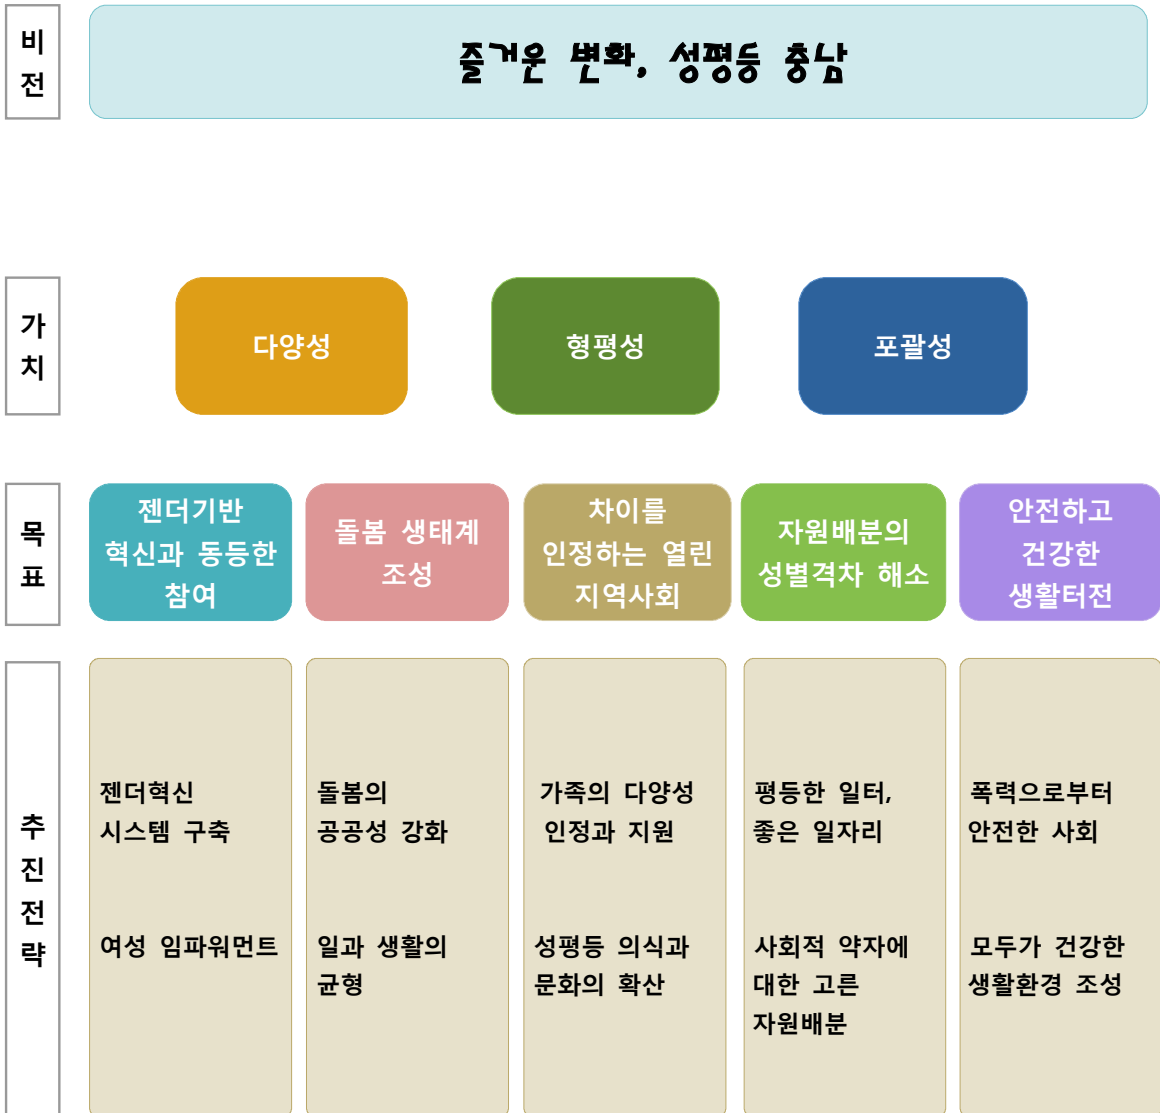 비
전
즐거운 변화, 성평등 충남
가
치
다양성
형평성
포괄성
목
표
젠더기반
혁신과 동등한
참여
돌봄 생태계
조성
차이를
인정하는 열린
지역사회
자원배분의
성별격차 해소
안전하고
건강한
생활터전
추
진
전
략
젠더혁신
시스템 구축
여성 임파워먼트
돌봄의
공공성 강화
일과 생활의
균형
가족의 다양성
인정과 지원
성평등 의식과
문화의 확산
평등한 일터,
좋은 일자리
사회적 약자에
대한 고른
자원배분
폭력으로부터
안전한 사회
모두가 건강한
생활환경 조성